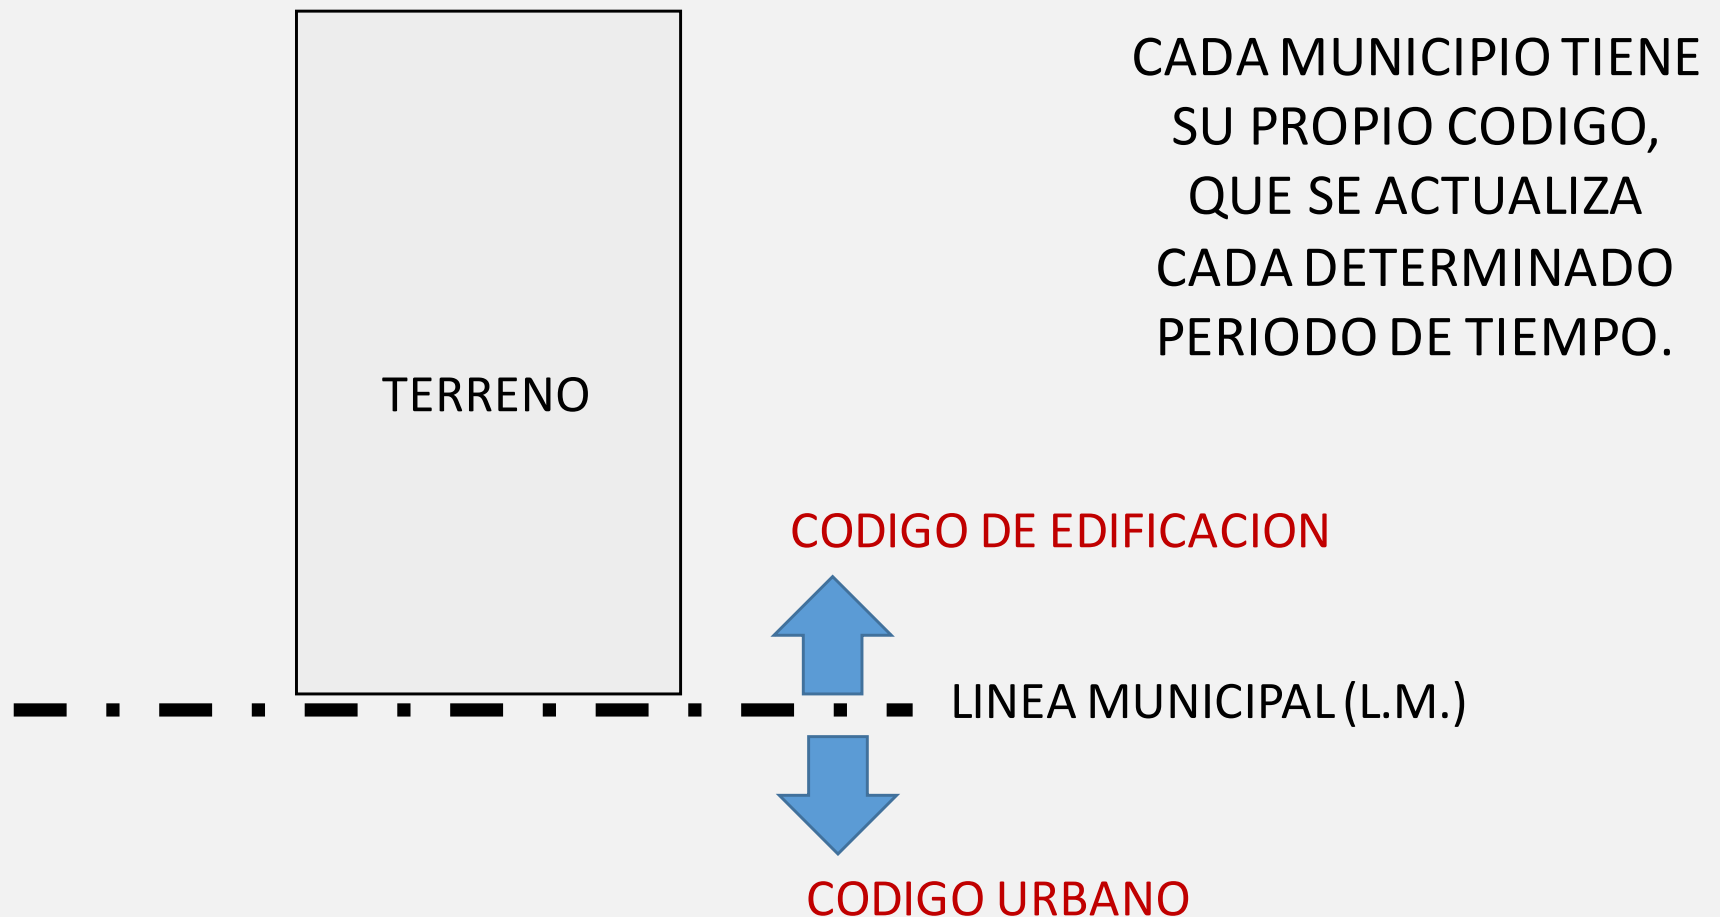 CADA MUNICIPIO TIENE
SU PROPIO CODIGO,
QUE SE ACTUALIZA
CADA DETERMINADO
PERIODO DE TIEMPO.
TERRENO
CODIGO DE EDIFICACION
LINEA MUNICIPAL (L.M.)
CODIGO URBANO